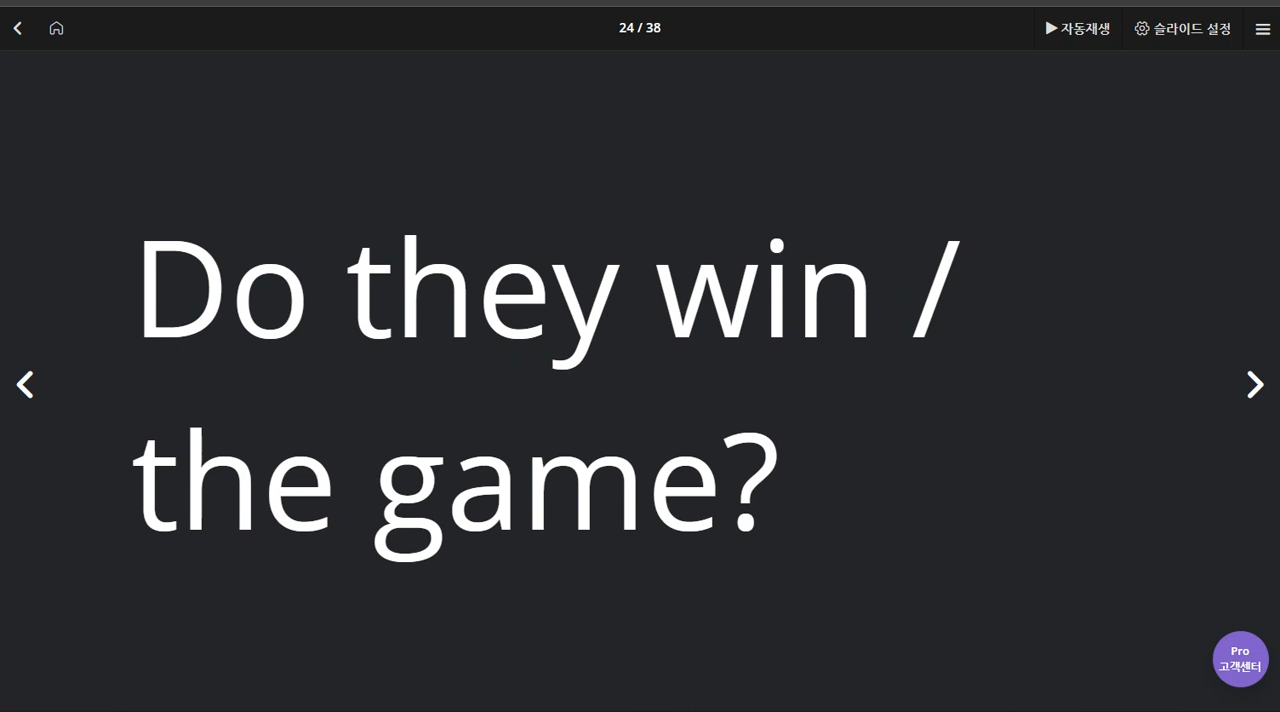 24 / 38
자동재생
슬라이드 설정
Do they win /
the game?
Pro
고객센터